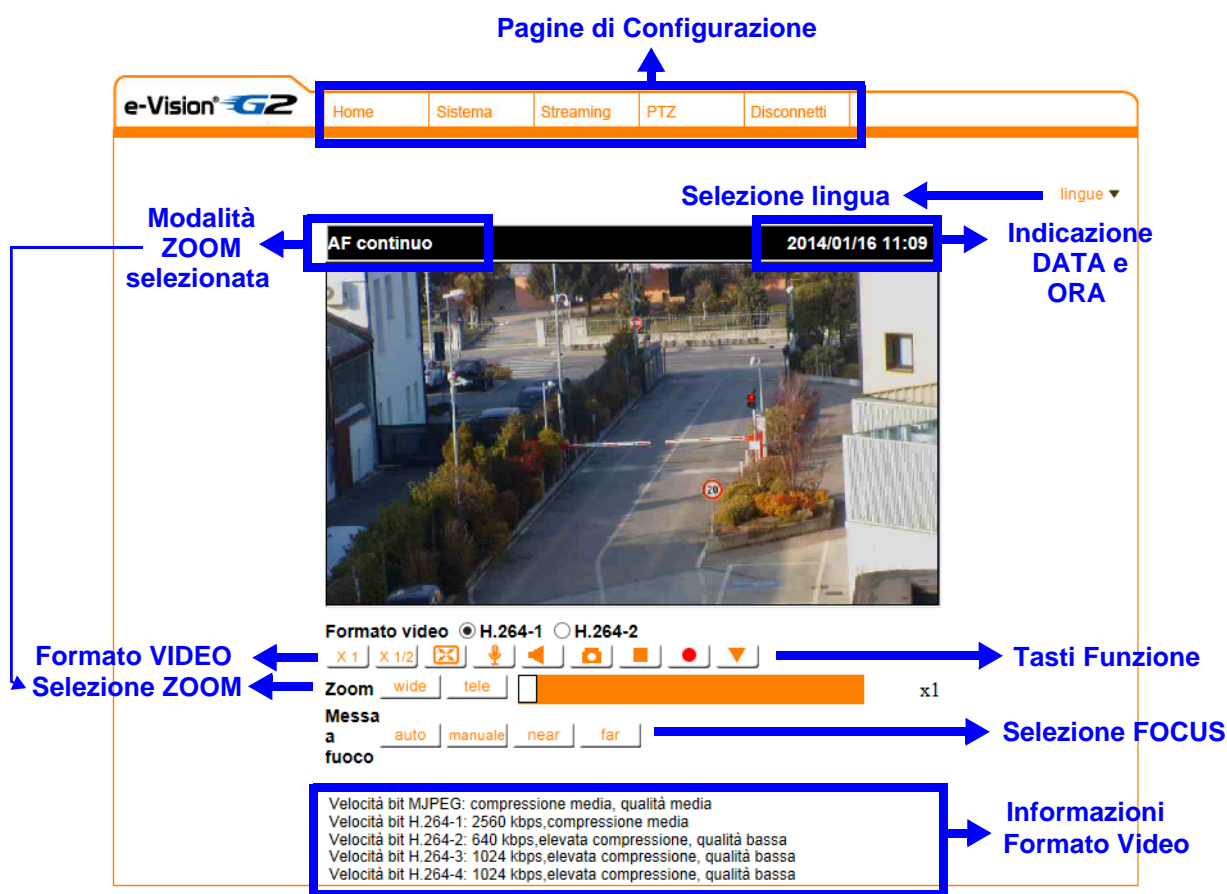 Pagine di Configurazione
e-Vision® G2
Home Sistema Streaming PTZ Disconnetti
Selezione lingua
lingue
Modalità
ZOOM
selezionata
AF continuo
2014/01/16 11:09
Indicazione
DATA e
ORA
20
Formato video H.264-1 H.264-2
Formato VIDEO
X 1 X 1/2
Tasti Funzione
Selezione ZOOM
Zoom wide tele x1
Messa
a
fuoco
auto manuale near far
Selezione FOCUS
Velocità bit MJPEG: compressione media, qualità media
Velocità bit H.264-1: 2560 kbps,compressione media
Velocità bit H.264-2: 640 kbps,elevata compressione, qualità bassa
Velocità bit H.264-3: 1024 kbps,elevata compressione, qualità bassa
Velocità bit H.264-4: 1024 kbps,elevata compressione, qualità bassa
Informazioni
Formato Video